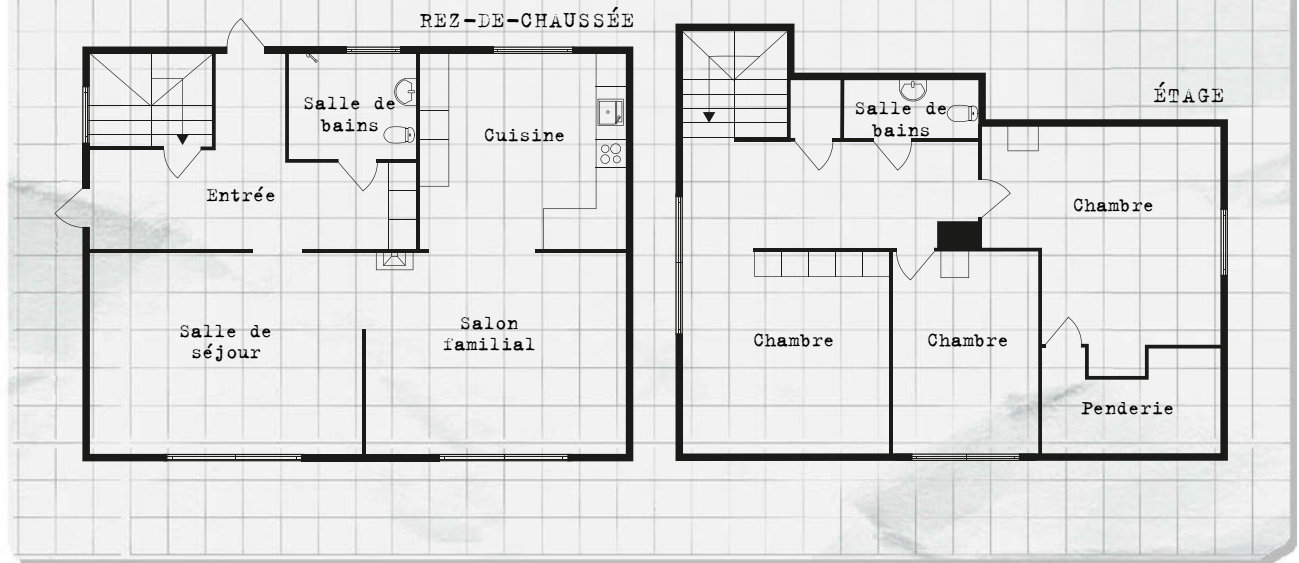 REZ-DE-CHAUSSÉE
Salle de
bains
Cuisine
Entrée
Salle de
séjour
Salon
familial
ÉTAGE
Salle de
bains
Chambre
Chambre
Chambre
Penderie